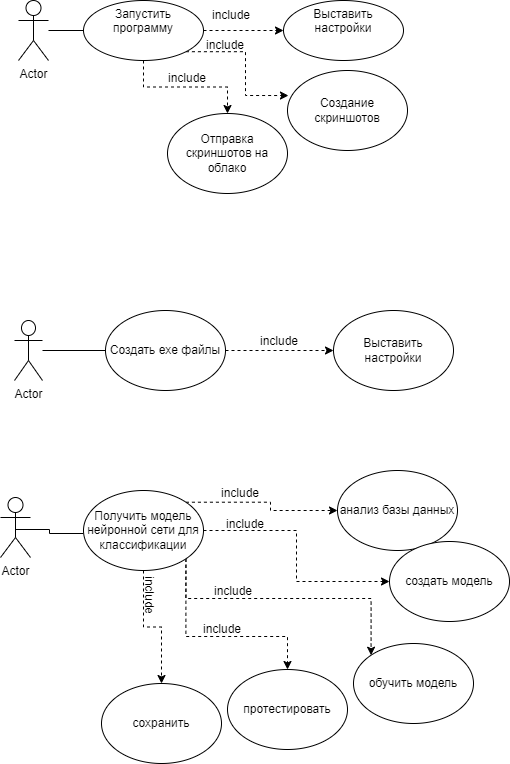 Запустить
программу
include
Выставить
настройки
include
include
Создание
скриншотов
Отправка
скриншотов на
облако
Actor
Создать exe файлы
include
Выставить
настройки
Actor
Получить модель
нейронной сети для
классификации
include
анализ базы данных
include
создать модель
Actor
include
include
обучить модель
include
протестировать
сохранить